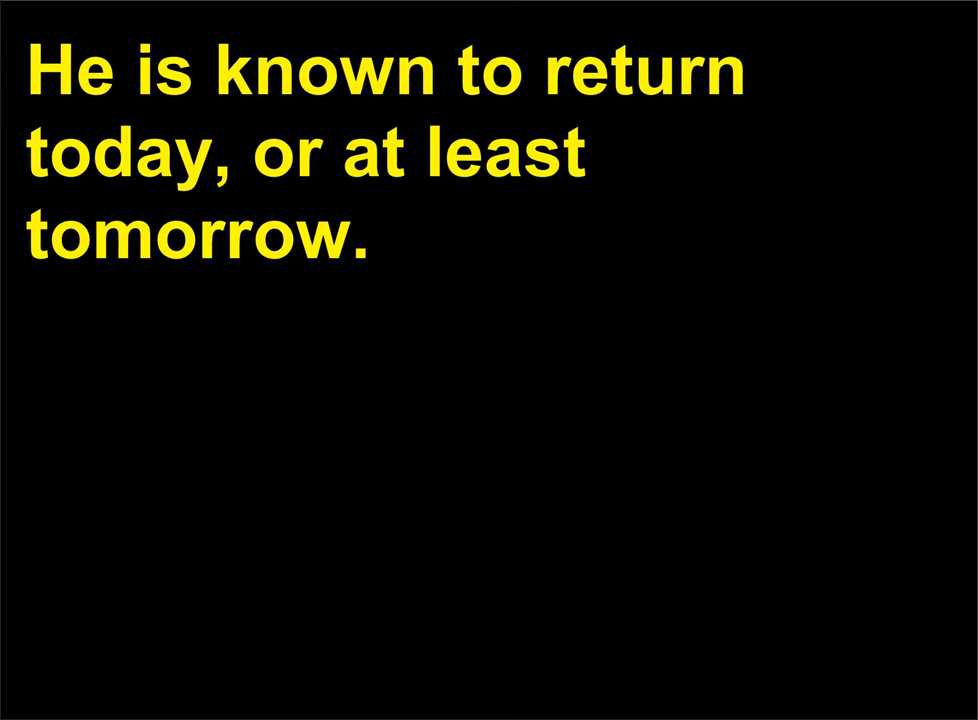 He is known to return
today, or at least
tomorrow.